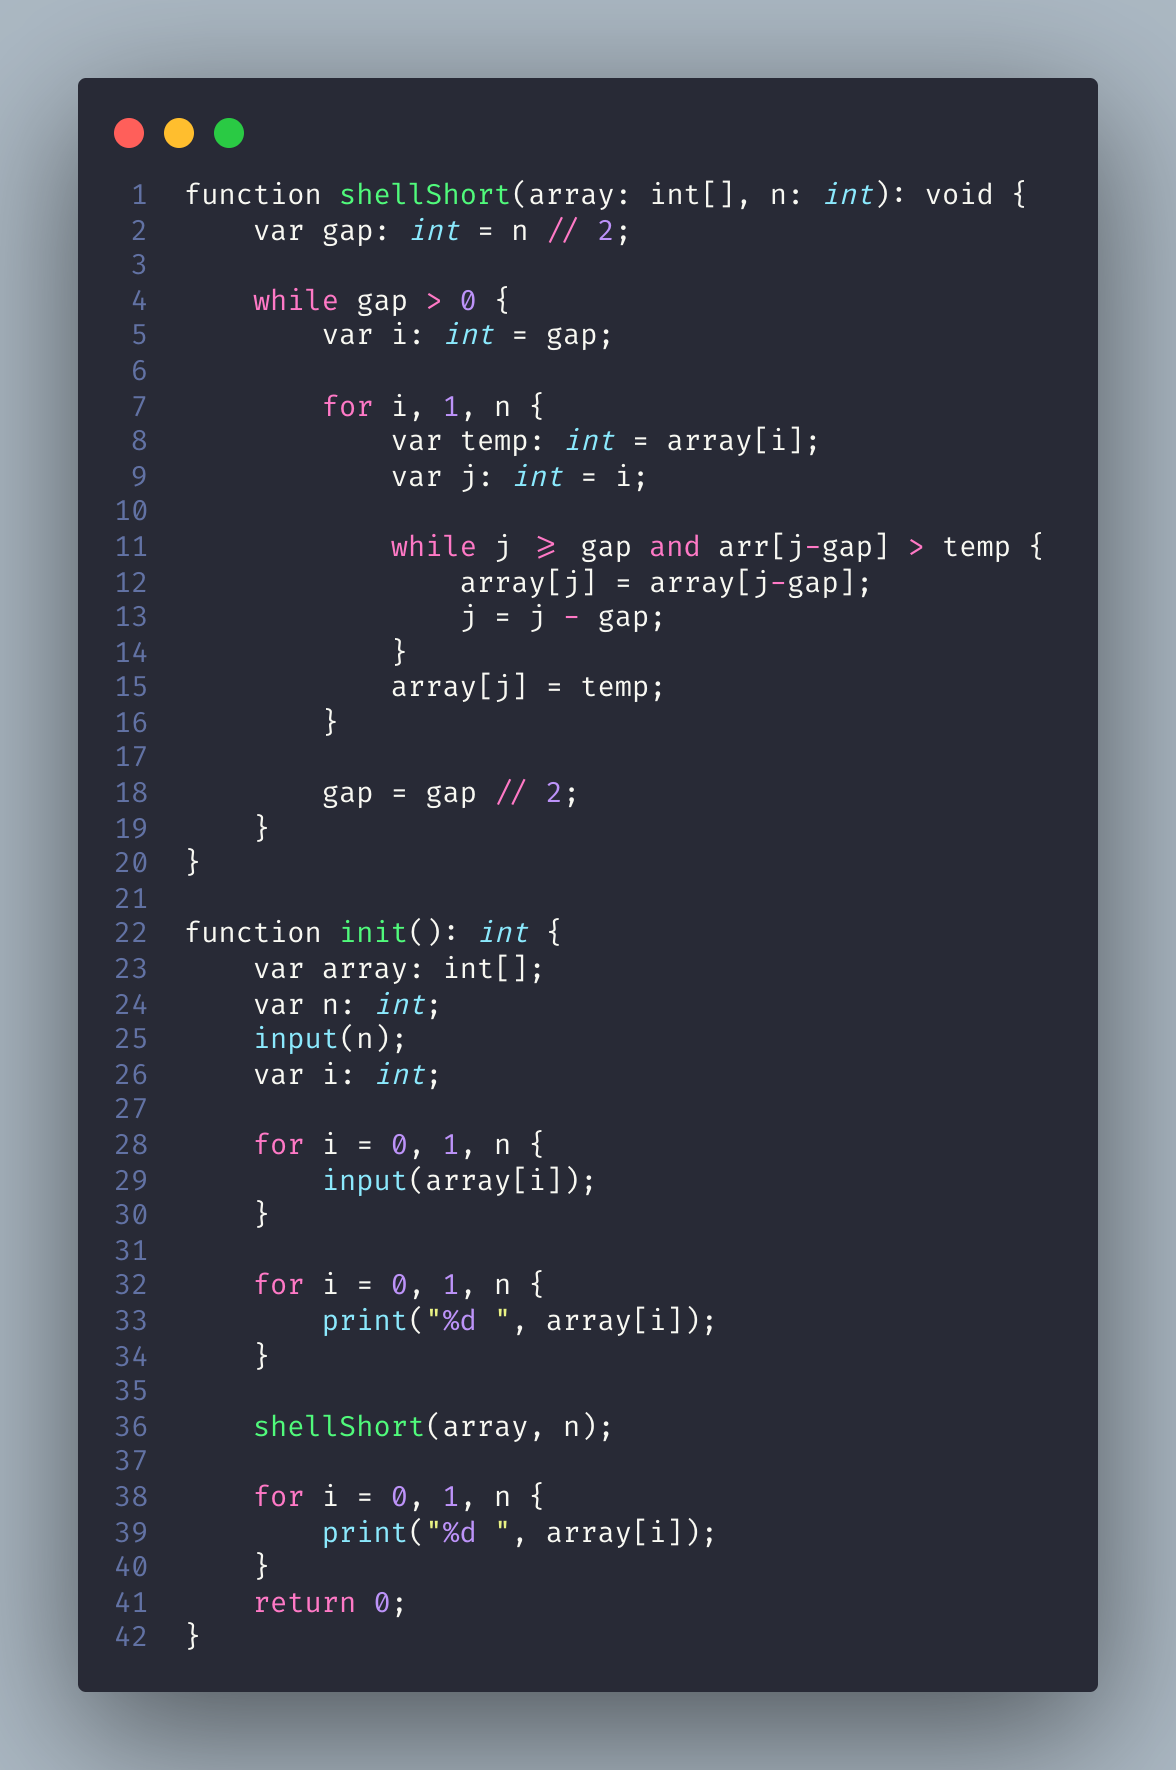 1 function shellShort(array: int[], n: int): void {
2     var gap: int = n // 2;
3
4     while gap > 0 {
5         var i: int = gap;
6
7         for i, 1, n {
8             var temp: int = array[i];
9             var j: int = i;
10
11             while j >= gap and arr[j-gap] > temp {
12                 array[j] = array[j-gap];
13                 j = j - gap;
14             }
15             array[j] = temp;
16         }
17
18         gap = gap // 2;
19     }
20 }
21
22 function init(): int {
23     var array: int[];
24     var n: int;
25     input(n);
26     var i: int;
27
28     for i = 0, 1, n {
29         input(array[i]);
30     }
31
32     for i = 0, 1, n {
33         print("%d ", array[i]);
34     }
35
36     shellShort(array, n);
37
38     for i = 0, 1, n {
39         print("%d ", array[i]);
40     }
41     return 0;
42 }